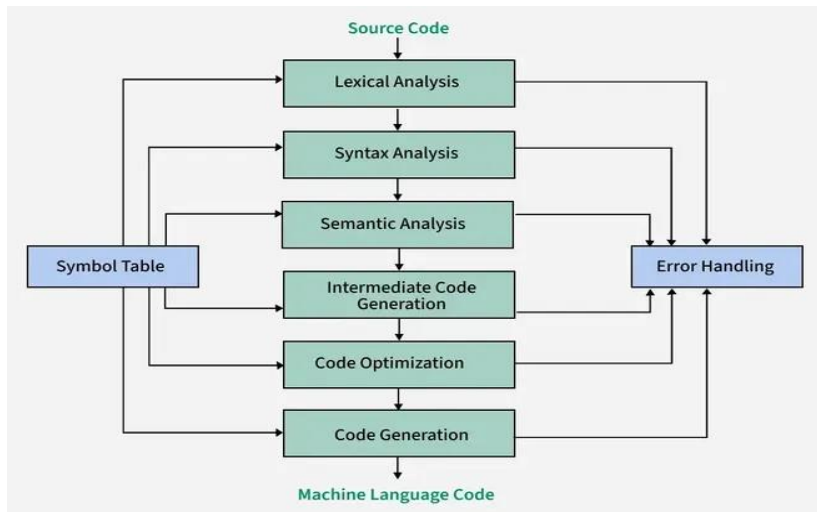 Source Code
Lexical Analysis
Syntax Analysis
Semantic Analysis
Symbol Table
Error Handling
Intermediate Code
Generation
Code Optimization
Code Generation
Machine Language Code